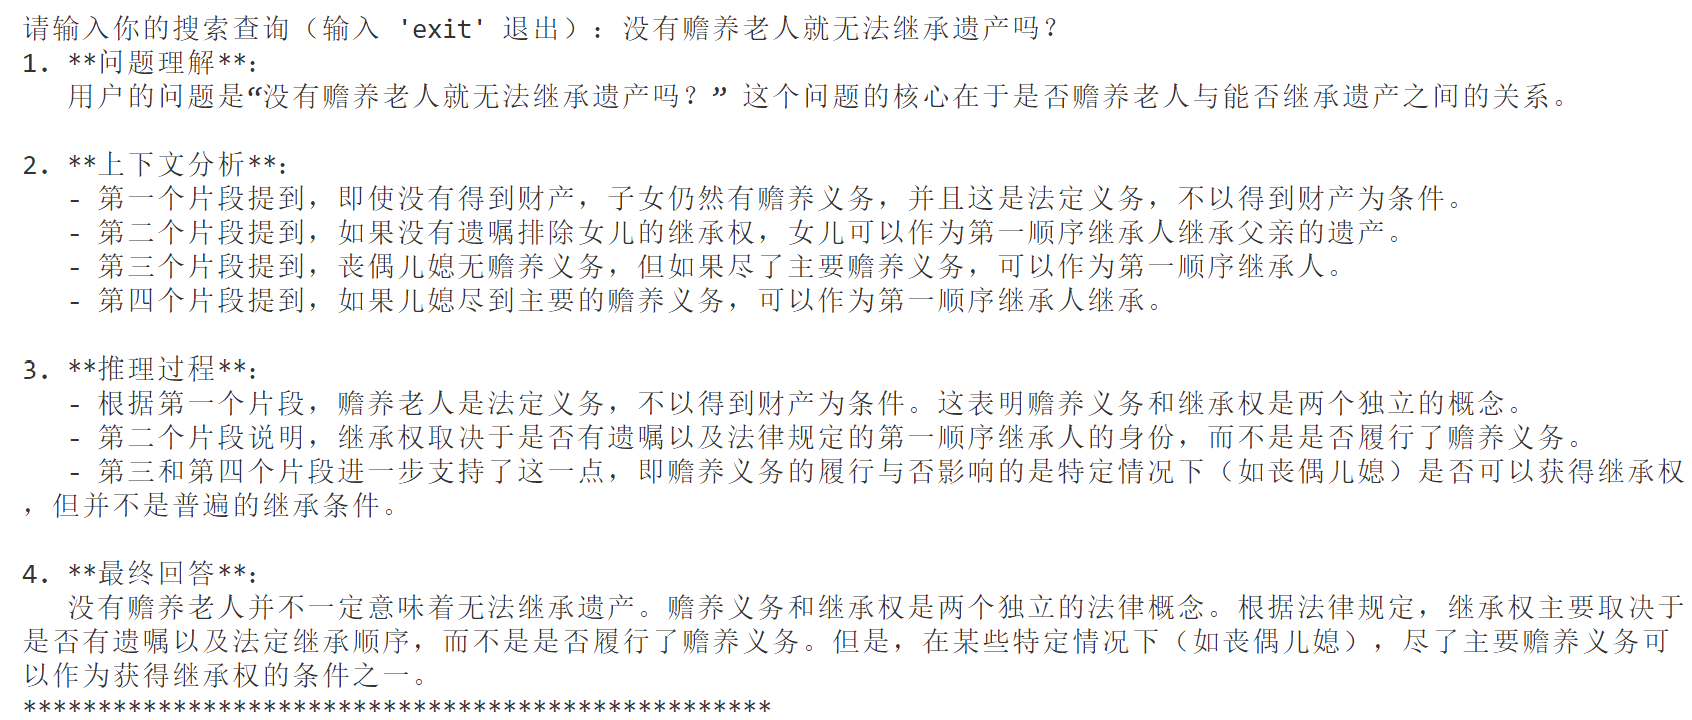 请输入你的搜索查询（输入 'exit' 退出）：没有赡养老人就无法继承遗产吗？
1. **问题理解**：
   用户的问题是“没有赡养老人就无法继承遗产吗？” 这个问题的核心在于是否赡养老人与能否继承遗产之间的关系。
2. **上下文分析**：
   - 第一个片段提到，即使没有得到财产，子女仍然有赡养义务，并且这是法定义务，不以得到财产为条件。
   - 第二个片段提到，如果没有遗嘱排除女儿的继承权，女儿可以作为第一顺序继承人继承父亲的遗产。
   - 第三个片段提到，丧偶儿媳无赡养义务，但如果尽了主要赡养义务，可以作为第一顺序继承人。
   - 第四个片段提到，如果儿媳尽到主要的赡养义务，可以作为第一顺序继承人继承。
3. **推理过程**：
   - 根据第一个片段，赡养老人是法定义务，不以得到财产为条件。这表明赡养义务和继承权是两个独立的概念。
   - 第二个片段说明，继承权取决于是否有遗嘱以及法律规定的第一顺序继承人的身份，而不是是否履行了赡养义务。
   - 第三和第四个片段进一步支持了这一点，即赡养义务的履行与否影响的是特定情况下（如丧偶儿媳）是否可以获得继承权
，但并不是普遍的继承条件。
4. **最终回答**：
   没有赡养老人并不一定意味着无法继承遗产。赡养义务和继承权是两个独立的法律概念。根据法律规定，继承权主要取决于
是否有遗嘱以及法定继承顺序，而不是是否履行了赡养义务。但是，在某些特定情况下（如丧偶儿媳），尽了主要赡养义务可
以作为获得继承权的条件之一。
**************************************************